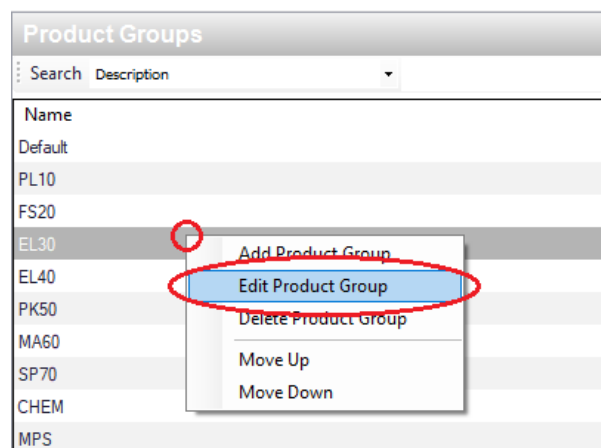 Product Groups
Search Description
Name
Default
PL10
FS20
EL30
EL40
PK50
MA60
SP70
CHEM
MPS
Add Product Group
Edit Product Group
Delete Product Group
Move Up
Move Down